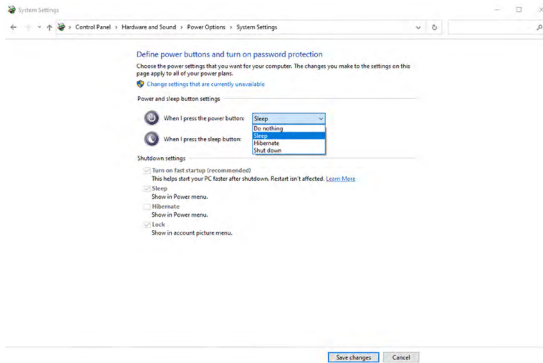 System Settings
Control Panel > Hardware and Sound > Power Options > System Settings
Define power buttons and turn on password protection
Choose the power settings that you want for your computer. The changes you make to the settings on this
page apply to all of your power plans.
Change settings that are currently unavailable
Power and sleep button settings
When I press the power button: Sleep
Do nothing
Sleep
Hibernate
Shut down
When I press the sleep button:
Shutdown settings
Turn on fast startup (recommended)
This helps start your PC faster after shutdown. Restart isn't affected. Learn More
Sleep
Show in Power menu.
Hibernate
Show in Power menu.
Lock
Show in account picture menu.
Save changes Cancel